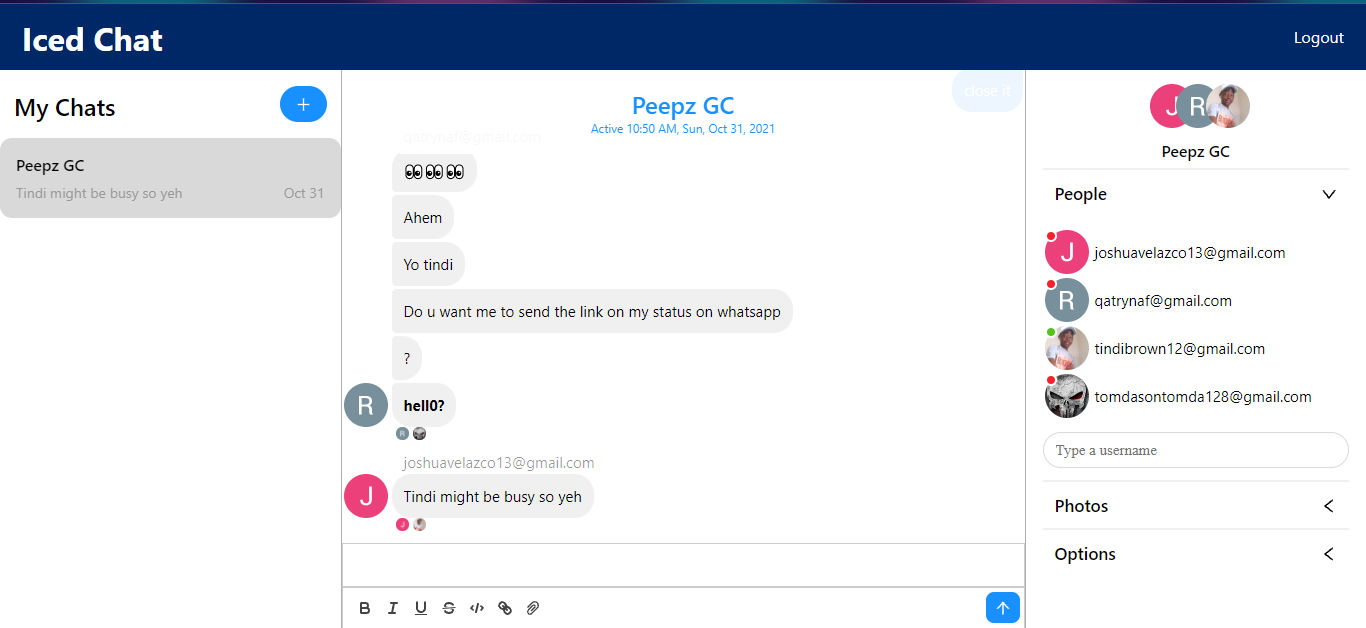 Iced Chat
Logout
My Chats
+
Peepz GC
Tindi might be busy so yeh
Oct 31
close it
Peepz GC
Active 10:50 AM, Sun, Oct 31, 2021
qatrynaf@gmail.com
👀👀👀
Ahem
Yo tindi
Do u want me to send the link on my status on whatsapp
?
R
hell0?
R
joshuavelazco13@gmail.com
J
Tindi might be busy so yeh
J
B I U S </>
J R
Peepz GC
People
J joshuavelazco13@gmail.com
R qatrynaf@gmail.com
tindibrown12@gmail.com
tomdasontomda128@gmail.com
Type a username
Photos
Options